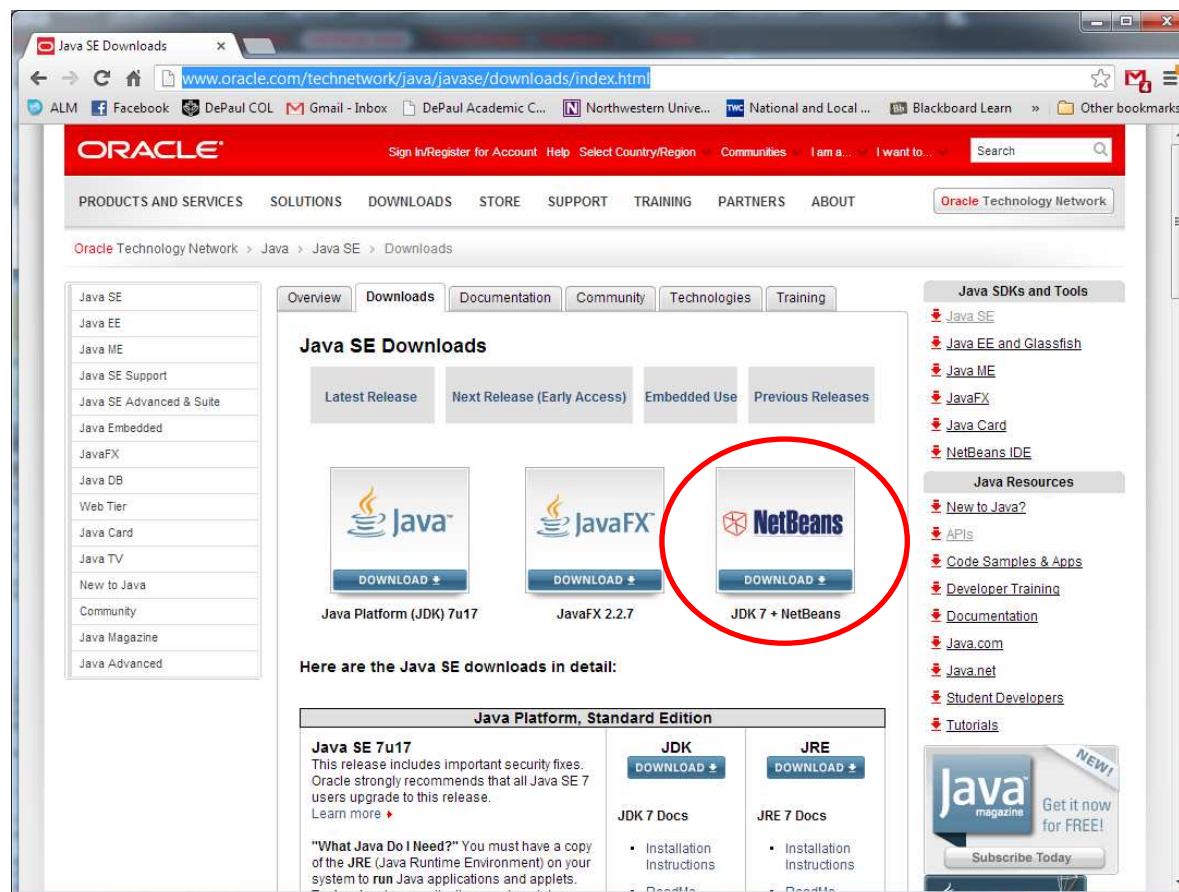 Java SE Downloads
www.oracle.com/technetwork/java/javase/downloads/index.html
4
ALM Facebook DePaul COL Gmail - Inbox DePaul Academic C... Northwestern Unive... TWC National and Local ... Bb Blackboard Learn » Other bookmarks
ORACLE
Sign In/Register for Account Help Select Country/Region Communities I am a... I want to... Search
PRODUCTS AND SERVICES SOLUTIONS DOWNLOADS STORE SUPPORT TRAINING PARTNERS ABOUT Oracle Technology Network
Oracle Technology Network > Java > Java SE > Downloads
Java SE
Java EE
Java ME
Java SE Support
Java SE Advanced & Suite
Java Embedded
JavaFX
Java DB
Web Tier
Java Card
Java TV
New to Java
Community
Java Magazine
Java Advanced
Overview Downloads Documentation Community Technologies Training
Java SE Downloads
Latest Release Next Release (Early Access) Embedded Use Previous Releases
Java™ JavaFX™ NetBeans
DOWNLOAD DOWNLOAD DOWNLOAD
Java Platform (JDK) 7u17 JavaFX 2.2.7 JDK 7 + NetBeans
Here are the Java SE downloads in detail:
Java Platform, Standard Edition
Java SE 7u17
This release includes important security fixes.
Oracle strongly recommends that all Java SE 7
users upgrade to this release.
Learn more
"What Java Do I Need?" You must have a copy
of the JRE (Java Runtime Environment) on your
system to run Java applications and applets.
JDK
DOWNLOAD
JDK 7 Docs
Installation
Instructions
ReadMe
JRE
DOWNLOAD
JRE 7 Docs
Installation
Instructions
ReadMe
Java SDKs and Tools
Java SE
Java EE and Glassfish
Java ME
JavaFX
Java Card
NetBeans IDE
Java Resources
New to Java?
APIs
Code Samples & Apps
Developer Training
Documentation
Java.com
Java.net
Student Developers
Tutorials
NEW!
Java™
magazine
Get it now
for FREE!
Subscribe Today